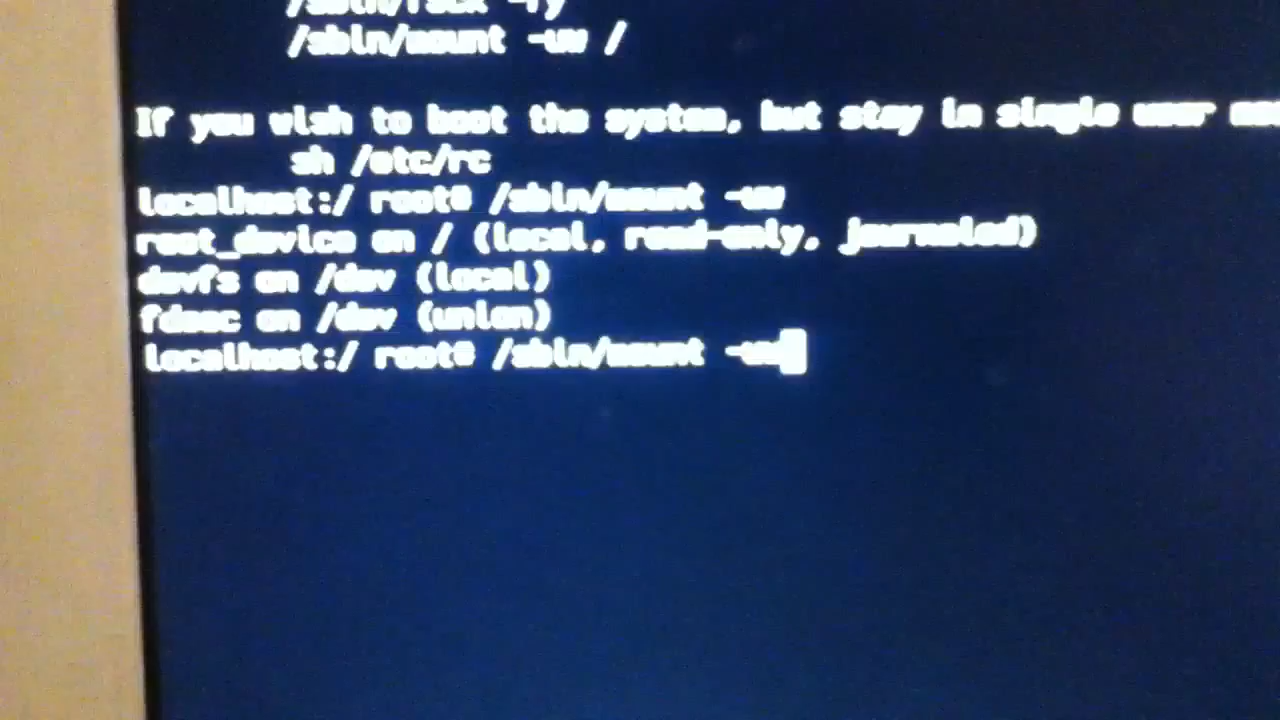 /sbin/fsck -fy
/sbin/mount -uw /
If you wish to boot the system, but stay in single user
sh /etc/rc
localhost:/ root# /sbin/mount -uw
root_device on / (local, read-only, journaled)
devfs on /dev (local)
fdesc on /dev (union)
localhost:/ root# /sbin/mount -uw